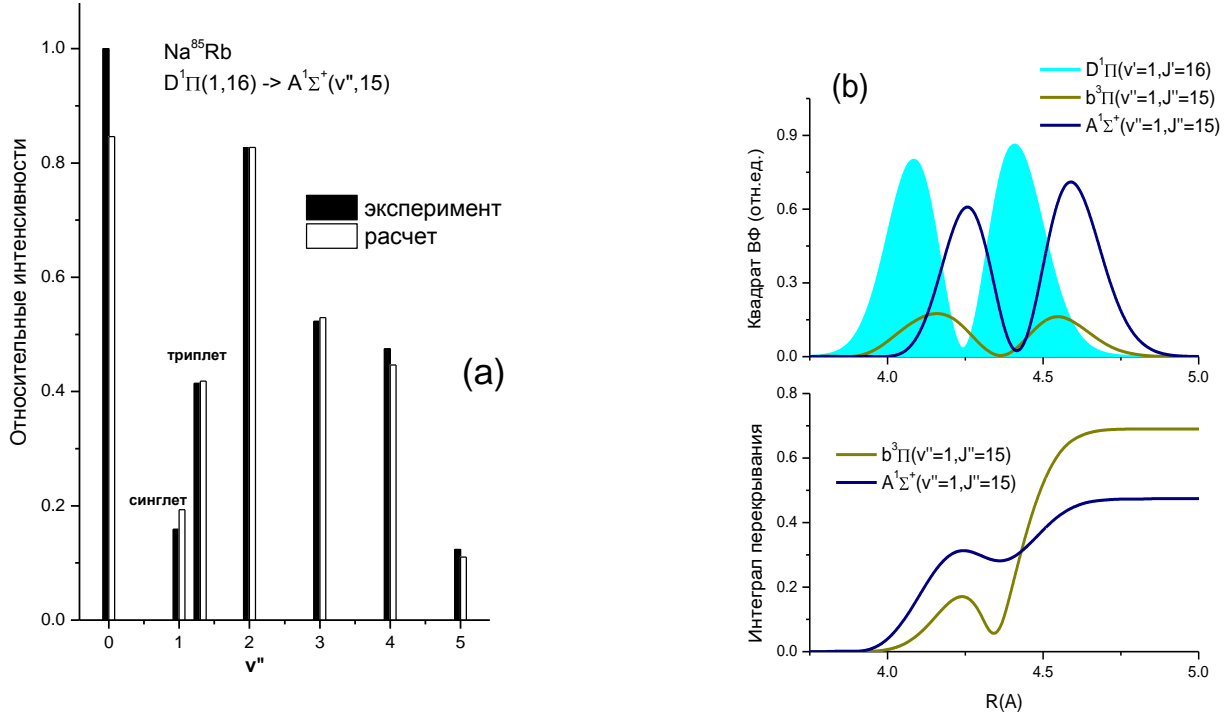 Na⁸⁵Rb
D¹Π(1,16) -> A¹Σ⁺(v",15)
Относительные интенсивности
1.0
0.8
0.6
0.4
0.2
0.0
эксперимент
расчет
триплет
синглет
(a)
0 1 2 3 4 5
v"
(b)
D¹Π(v'=1,J'=16)
b³Π(v''=1,J''=15)
A¹Σ⁺(v''=1,J''=15)
Квадрат ВФ (отн.ед.)
0.9
0.6
0.3
0.0
4.0 4.5 5.0
Интеграл перекрывания
0.8
0.6
0.4
0.2
0.0
b³Π(v''=1,J''=15)
A¹Σ⁺(v''=1,J''=15)
4.0 4.5 5.0
R(A)